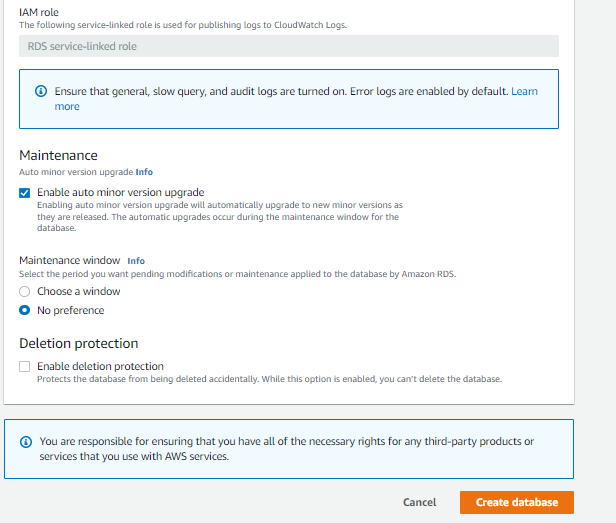 IAM role
The following service-linked role is used for publishing logs to CloudWatch Logs.
RDS service-linked role
Ensure that general, slow query, and audit logs are turned on. Error logs are enabled by default. Learn
more
Maintenance
Auto minor version upgrade Info
Enable auto minor version upgrade
Enabling auto minor version upgrade will automatically upgrade to new minor versions as
they are released. The automatic upgrades occur during the maintenance window for the
database.
Maintenance window Info
Select the period you want pending modifications or maintenance applied to the database by Amazon RDS.
Choose a window
No preference
Deletion protection
Enable deletion protection
Protects the database from being deleted accidentally. While this option is enabled, you can't delete the database.
You are responsible for ensuring that you have all of the necessary rights for any third-party products or
services that you use with AWS services.
Cancel Create database